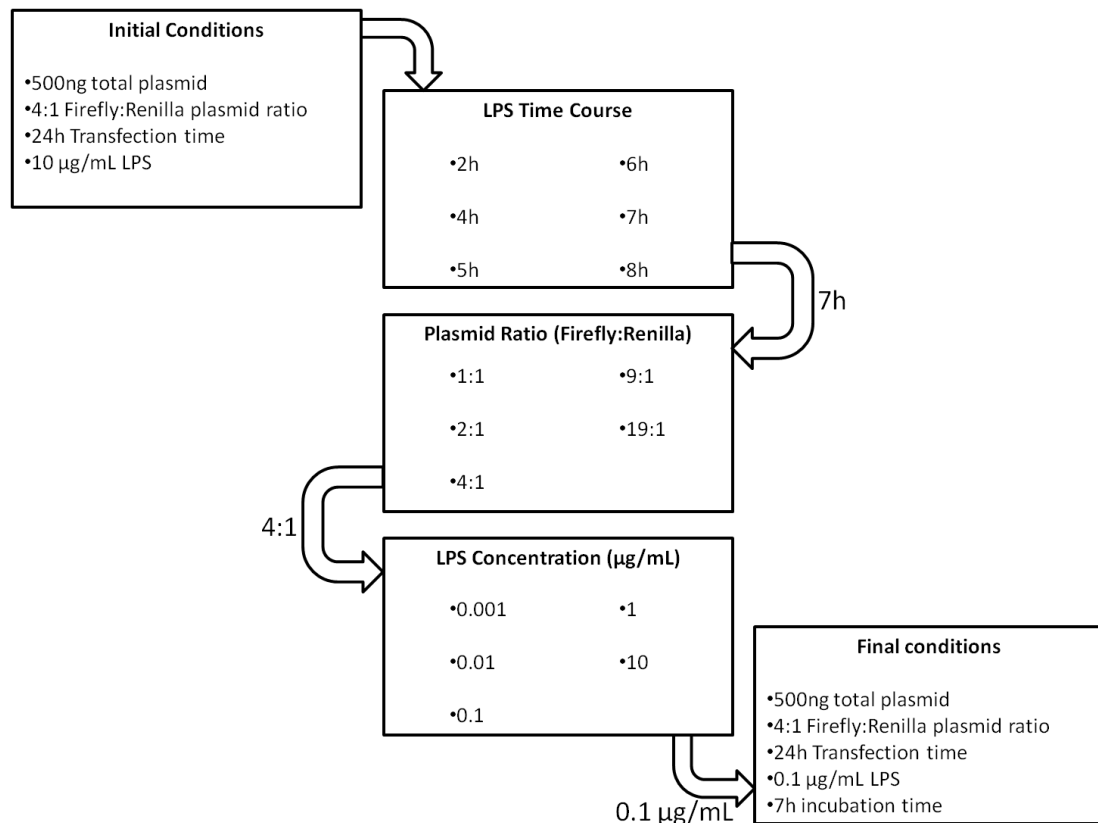 Initial Conditions
•500ng total plasmid
•4:1 Firefly:Renilla plasmid ratio
•24h Transfection time
•10 µg/mL LPS
LPS Time Course
•2h
•4h
•5h
•6h
•7h
•8h
7h
Plasmid Ratio (Firefly:Renilla)
•1:1
•2:1
•4:1
•9:1
•19:1
4:1
LPS Concentration (µg/mL)
•0.001
•0.01
•0.1
•1
•10
0.1 µg/mL
Final conditions
•500ng total plasmid
•4:1 Firefly:Renilla plasmid ratio
•24h Transfection time
•0.1 µg/mL LPS
•7h incubation time